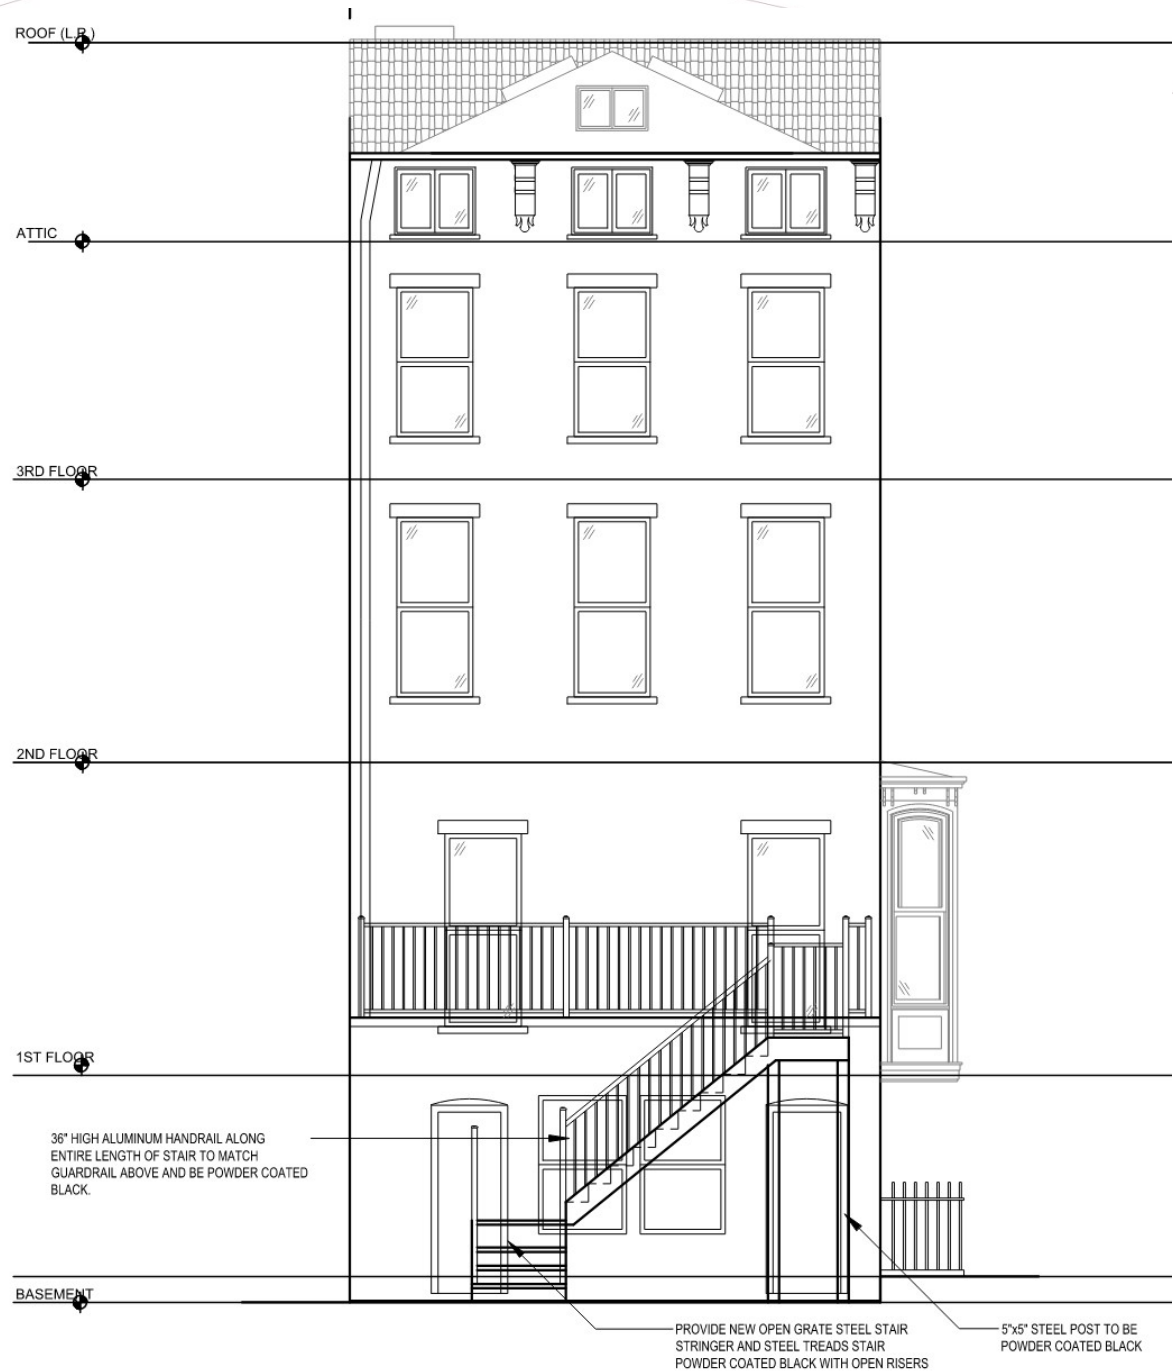 ROOF (L.P.)
ATTIC
3RD FLOOR
2ND FLOOR
1ST FLOOR
36" HIGH ALUMINUM HANDRAIL ALONG
ENTIRE LENGTH OF STAIR TO MATCH
GUARDRAIL ABOVE AND BE POWDER COATED
BLACK.
BASEMENT
PROVIDE NEW OPEN GRATE STEEL STAIR
STRINGER AND STEEL TREADS STAIR
POWDER COATED BLACK WITH OPEN RISERS
5"x5" STEEL POST TO BE
POWDER COATED BLACK